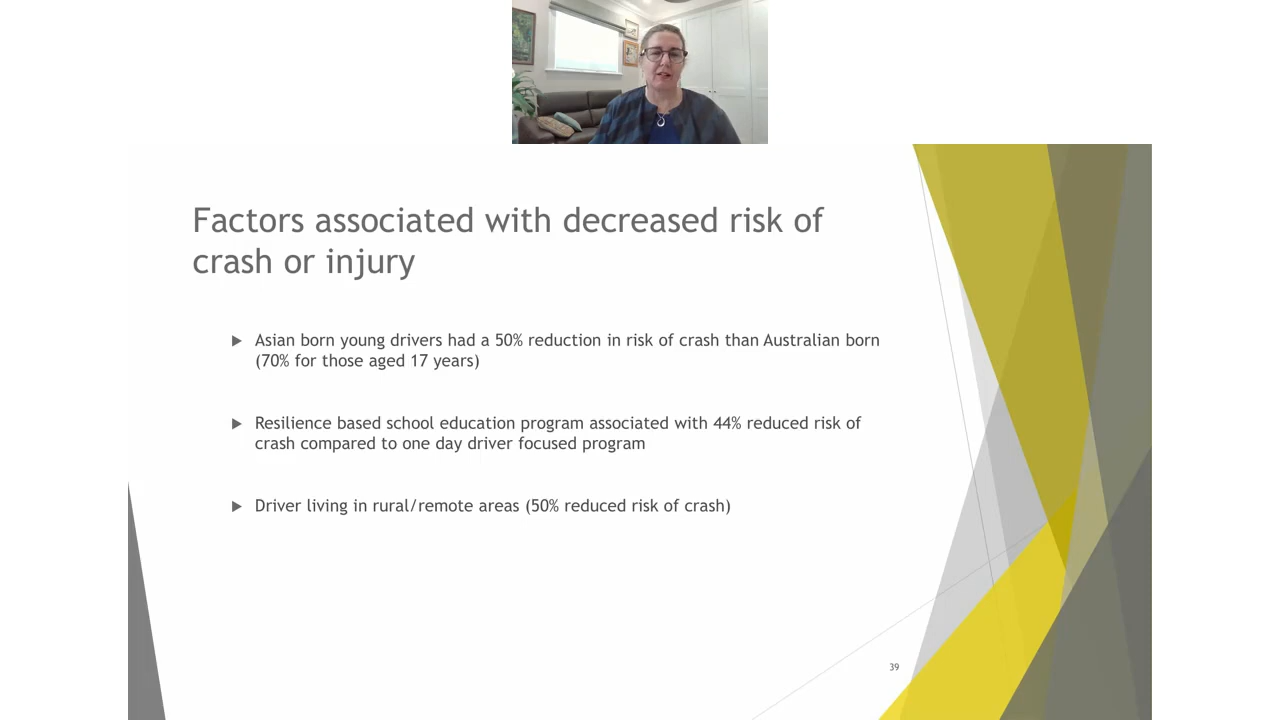 Factors associated with decreased risk of
crash or injury
Asian born young drivers had a 50% reduction in risk of crash than Australian born
(70% for those aged 17 years)
Resilience based school education program associated with 44% reduced risk of
crash compared to one day driver focused program
Driver living in rural/remote areas (50% reduced risk of crash)
39